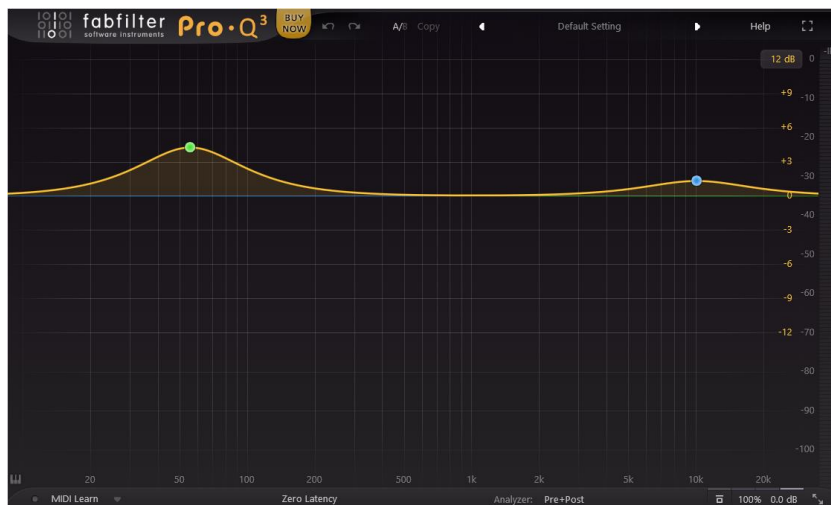 fabfilter
software instruments
Pro·Q³
BUY NOW
A/B Copy
Default Setting
Help
12 dB 0
+9 -10
+6 -20
+3 -30
0 -40
-3 -50
-6 -60
-9 -70
-12 -80
-90
-100
20 50 100 200 500 1k 2k 5k 10k 20k
MIDI Learn Zero Latency Analyzer: Pre+Post 100% 0.0 dB